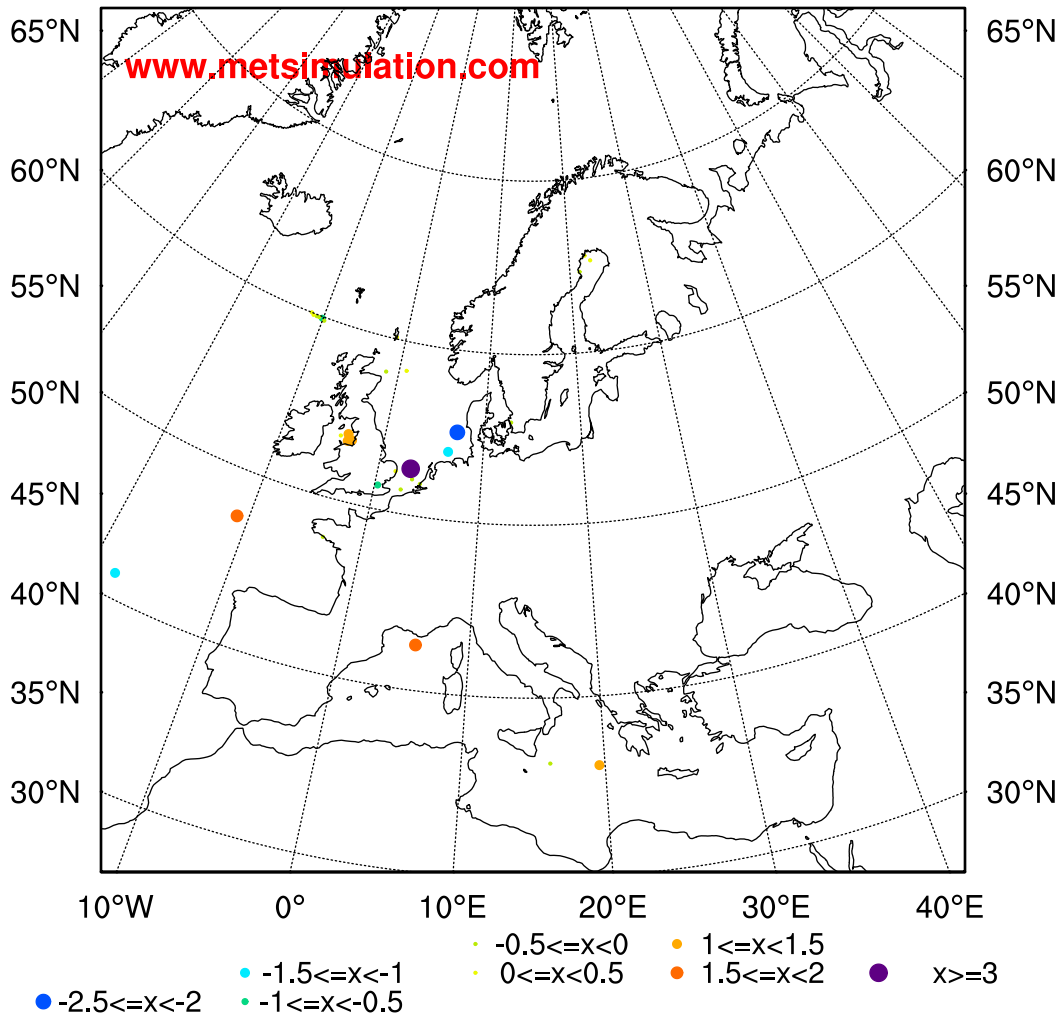 65°N 65°N
www.metsimulation.com
60°N 60°N
55°N 55°N
50°N 50°N
45°N 45°N
40°N 40°N
35°N 35°N
30°N 30°N
10°W 0° 10°E 20°E 30°E 40°E
-0.5<=x<0 1<=x<1.5
-1.5<=x<-1 0<=x<0.5 1.5<=x<2 x>=3
-2.5<=x<-2 -1<=x<-0.5